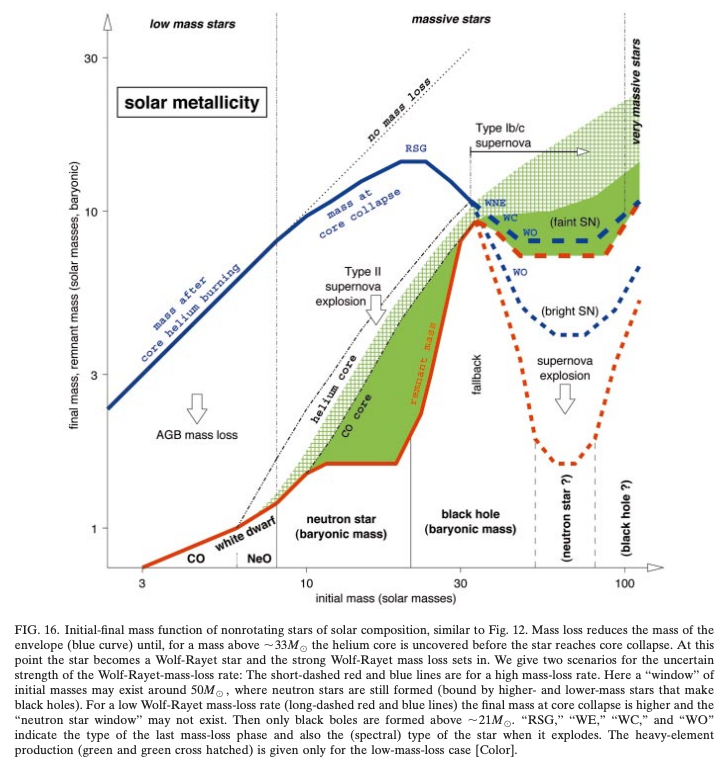 low mass stars
massive stars
very massive stars
30
10
3
1
solar metallicity
no mass loss
RSG
Type Ib/c
supernova
mass at
core collapse
WNE
WC
WO
(faint SN)
WO
mass after
core helium burning
Type II
supernova
explosion
(bright SN)
helium core
CO core
remnant mass
fallback
supernova
explosion
AGB mass loss
white dwarf
CO
NeO
neutron star
(baryonic mass)
black hole
(baryonic mass)
(neutron star ?)
(black hole ?)
final mass, remnant mass (solar masses, baryonic)
3
10
30
100
initial mass (solar masses)
FIG. 16. Initial-final mass function of nonrotating stars of solar composition, similar to Fig. 12. Mass loss reduces the mass of the
envelope (blue curve) until, for a mass above ~33M☉ the helium core is uncovered before the star reaches core collapse. At this
point the star becomes a Wolf-Rayet star and the strong Wolf-Rayet mass loss sets in. We give two scenarios for the uncertain
strength of the Wolf-Rayet-mass-loss rate: The short-dashed red and blue lines are for a high mass-loss rate. Here a “window” of
initial masses may exist around 50M☉, where neutron stars are still formed (bound by higher- and lower-mass stars that make
black holes). For a low Wolf-Rayet mass-loss rate (long-dashed red and blue lines) the final mass at core collapse is higher and the
“neutron star window” may not exist. Then only black boles are formed above ~21M☉. “RSG,” “WE,” “WC,” and “WO”
indicate the type of the last mass-loss phase and also the (spectral) type of the star when it explodes. The heavy-element
production (green and green cross hatched) is given only for the low-mass-loss case [Color].